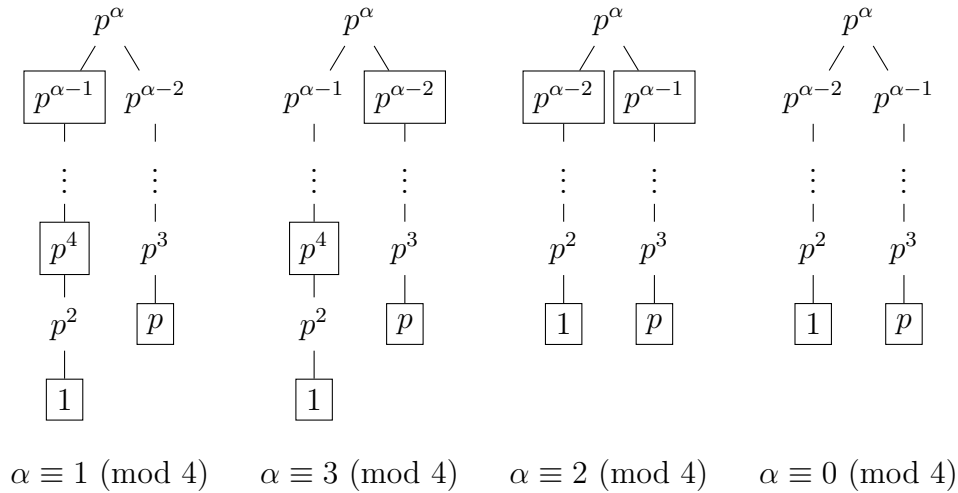 p^α p^α p^α p^α
p^{α−1} p^{α−2} p^{α−1} p^{α−2} p^{α−2} p^{α−1} p^{α−2} p^{α−1}
⋮ ⋮ ⋮ ⋮ ⋮ ⋮ ⋮ ⋮
p^4 p^3 p^4 p^3 p^2 p^3 p^2 p^3
p^2 p p^2 p 1 p 1 p
1 1
α ≡ 1 (mod 4) α ≡ 3 (mod 4) α ≡ 2 (mod 4) α ≡ 0 (mod 4)